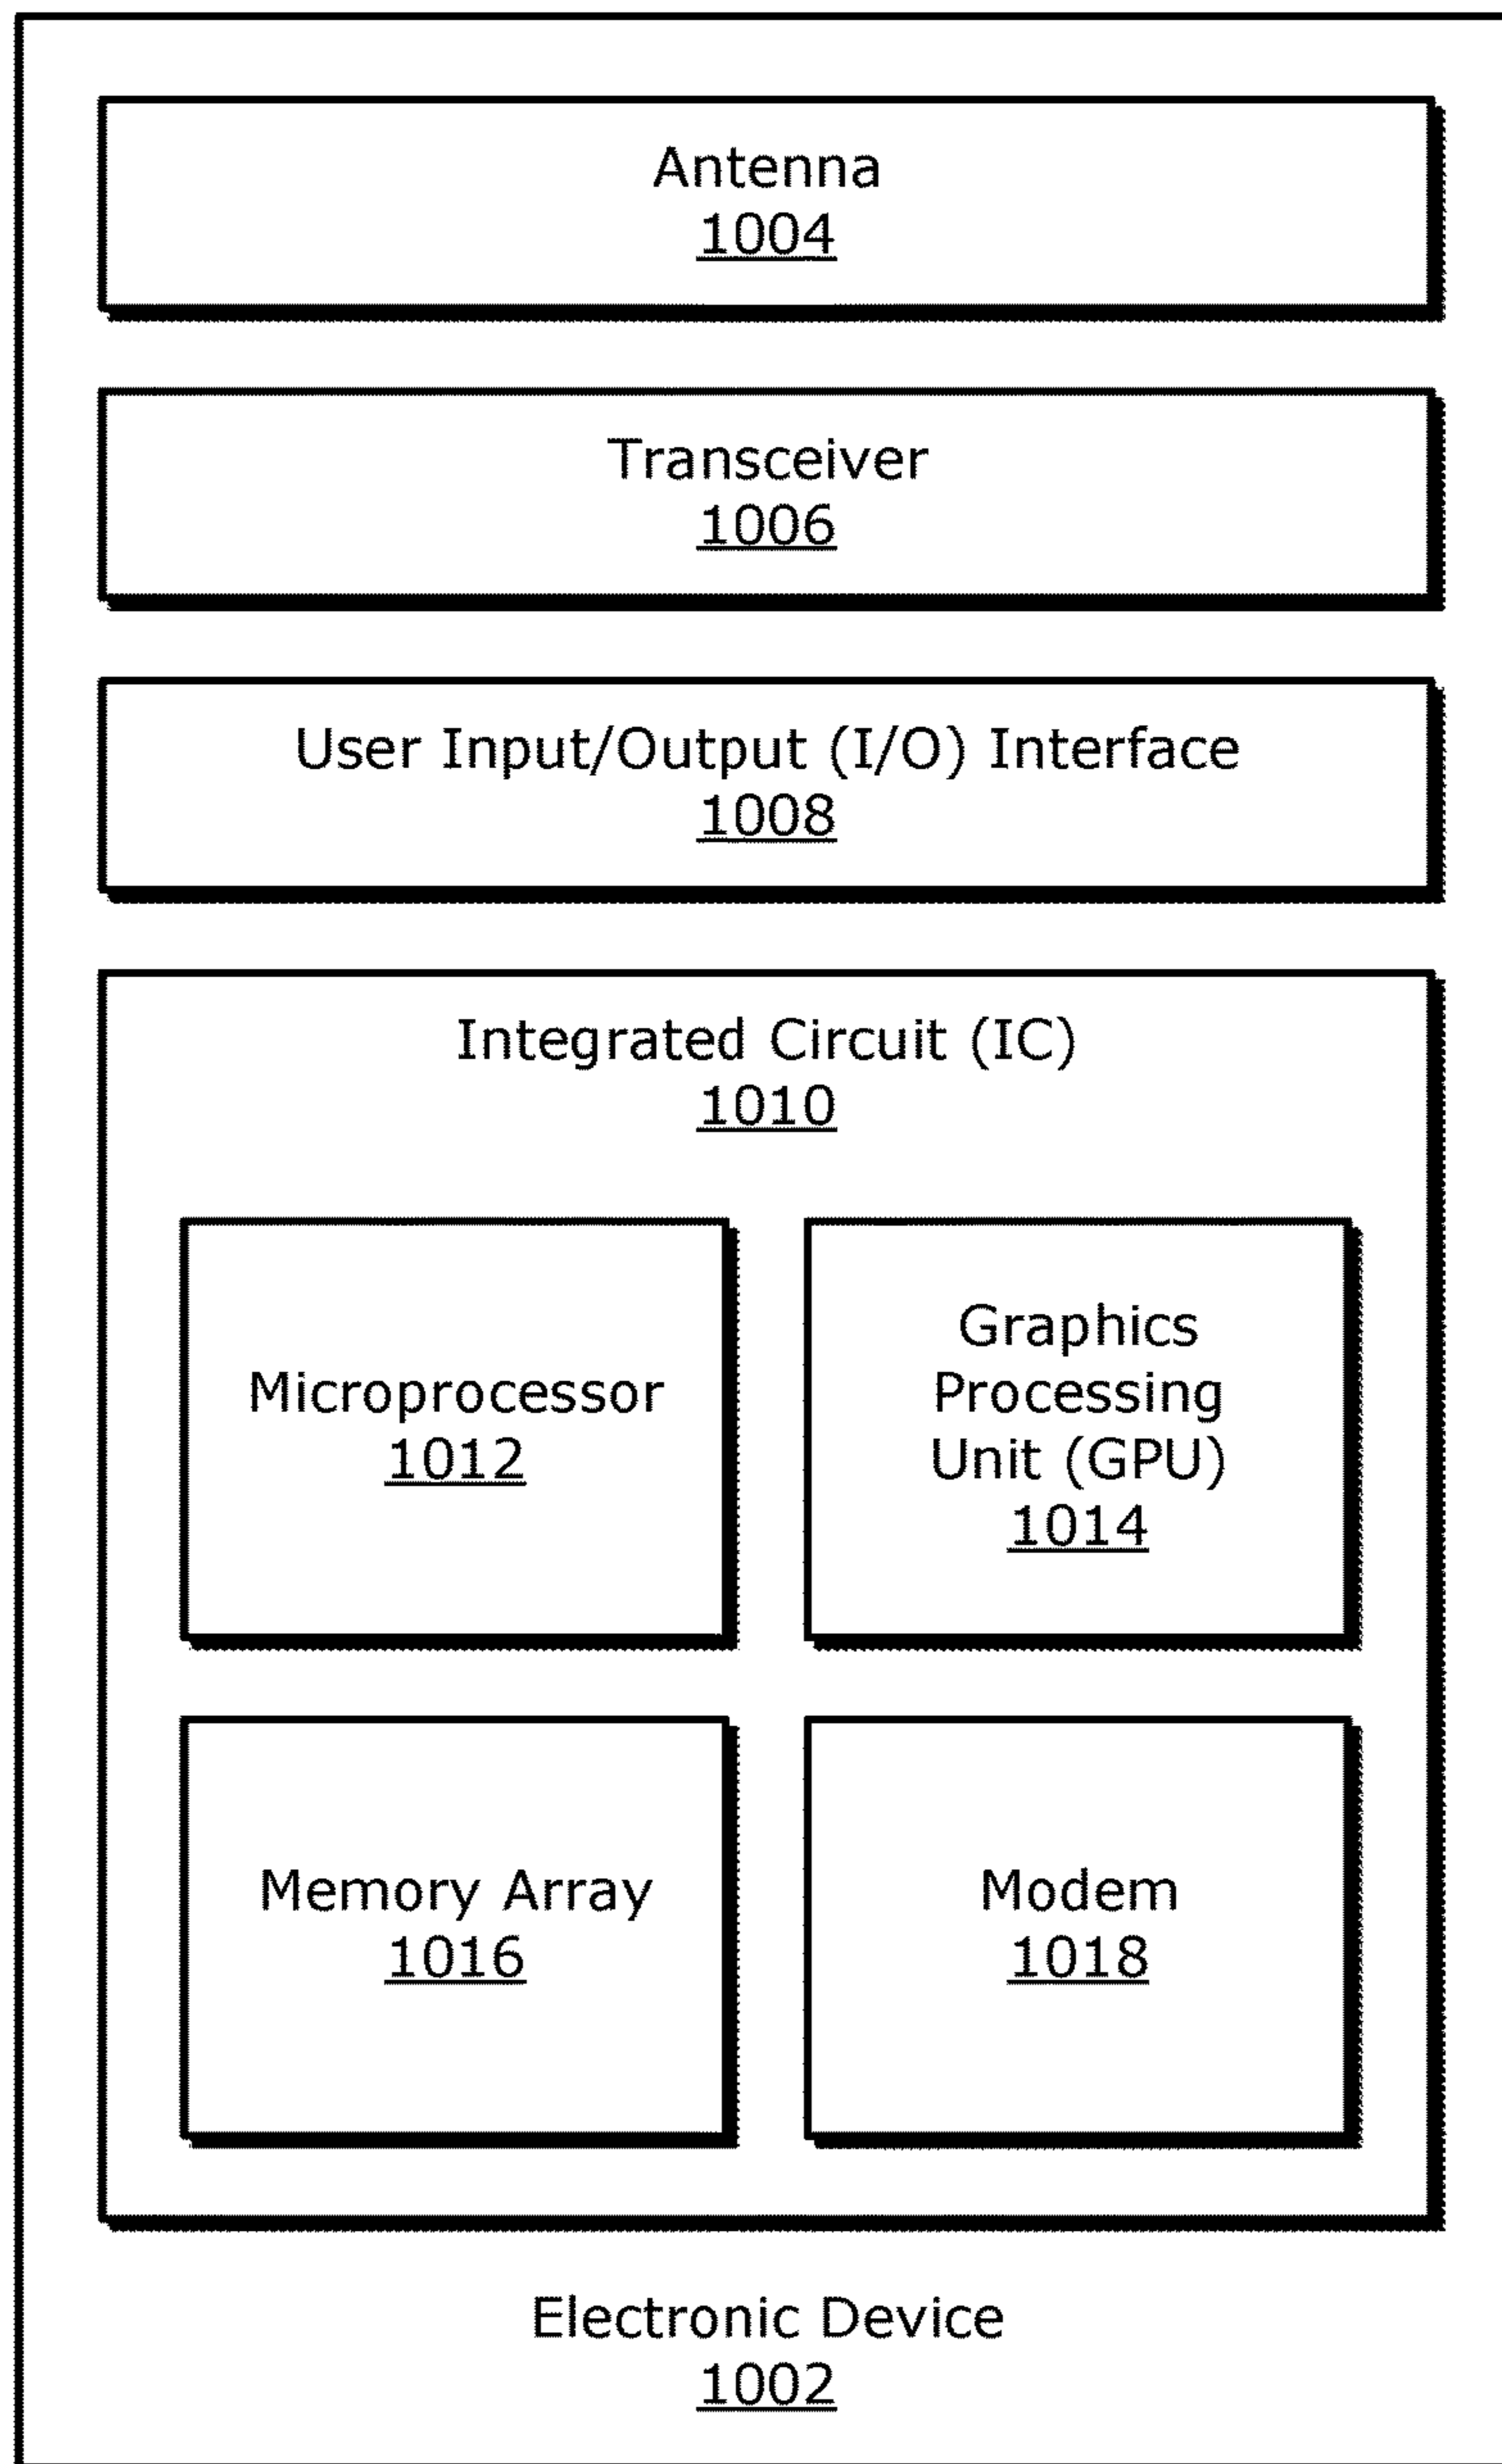 Antenna
1004
Transceiver
1006
User Input/Output (I/O) Interface
1008
Integrated Circuit (IC)
1010
Microprocessor
1012
Graphics
Processing
Unit (GPU)
1014
Memory Array
1016
Modem
1018
Electronic Device
1002